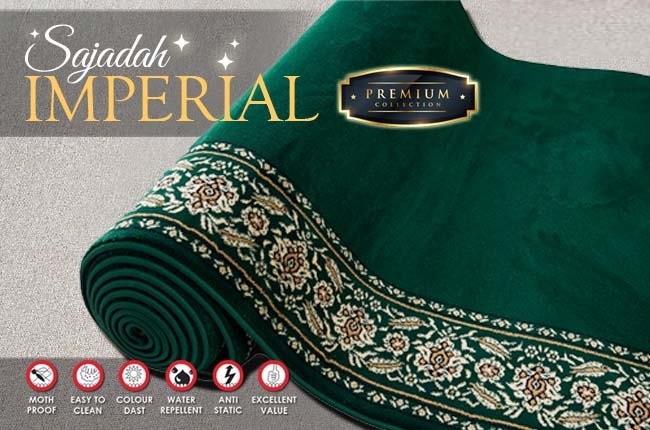 Sajadah
IMPERIAL
PREMIUM
COLLECTION
MOTH
PROOF
EASY TO
CLEAN
COLOUR
DAST
WATER
REPELLENT
ANTI
STATIC
EXCELLENT
VALUE